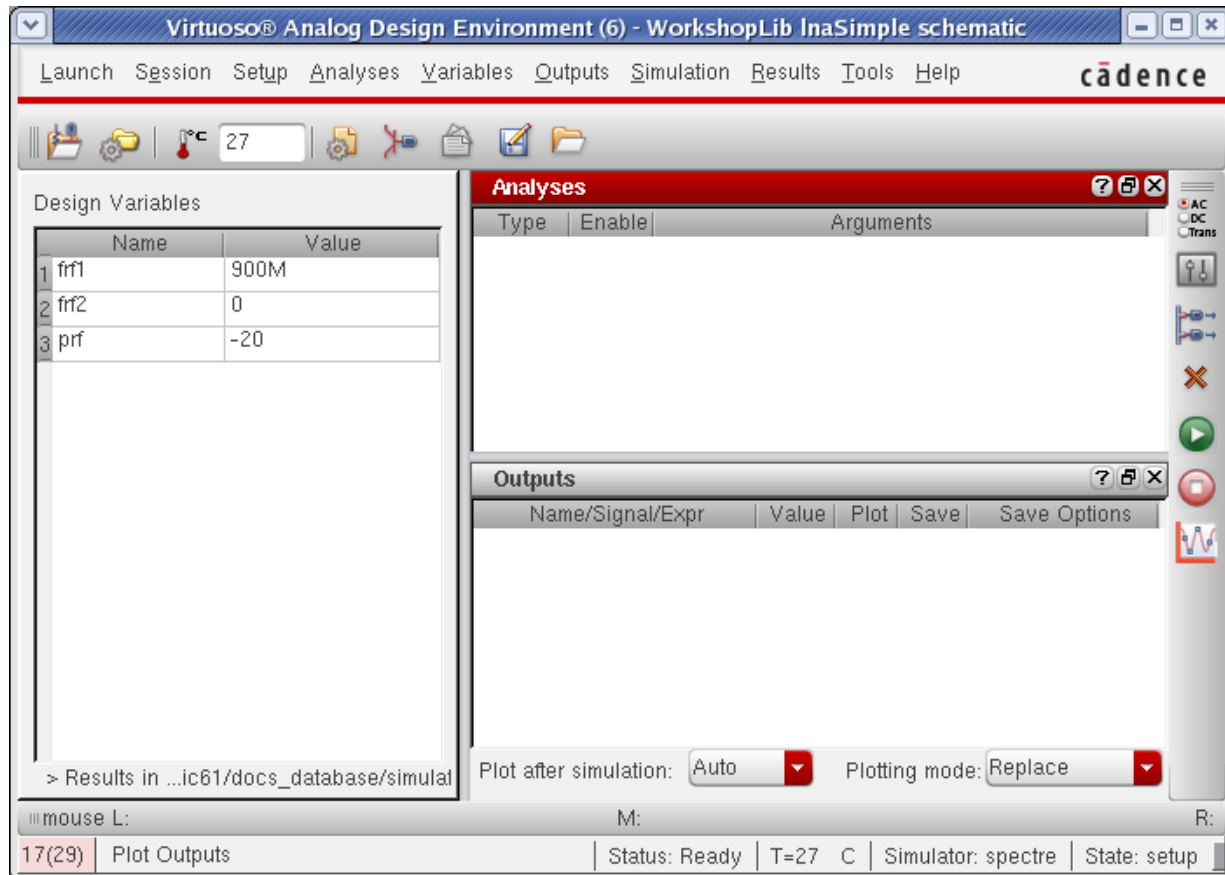 Virtuoso® Analog Design Environment (6) - WorkshopLib lnaSimple schematic
Launch Session Setup Analyses Variables Outputs Simulation Results Tools Help cādence
°C 27
Design Variables
Name Value
1 frf1 900M
2 frf2 0
3 prf -20
> Results in ...ic61/docs_database/simulat
Analyses
Type Enable Arguments
Outputs
Name/Signal/Expr Value Plot Save Save Options
Plot after simulation: Auto Plotting mode: Replace
AC
DC
Trans
mouse L: M: R:
17(29) Plot Outputs Status: Ready T=27 C Simulator: spectre State: setup